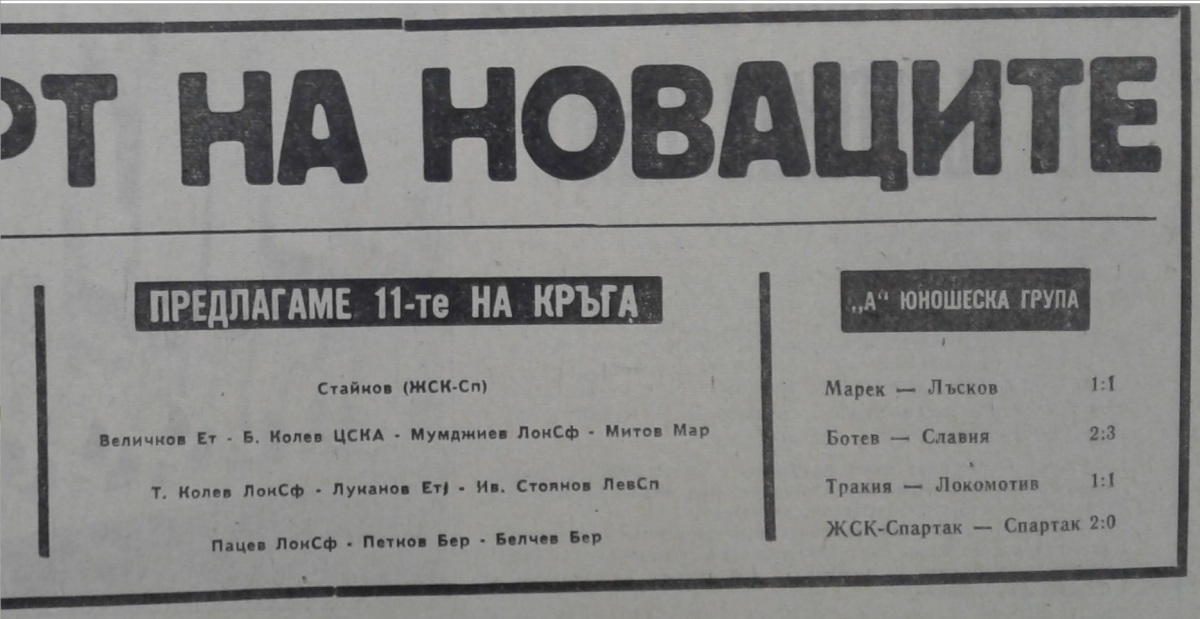 РТ НА НОВАЦИТЕ
ПРЕДЛАГАМЕ 11-те НА КРЪГА
Стайков (ЖСК-Сп)
Величков Ет - Б. Колев ЦСКА - Мумджиев ЛокСф - Митов Мар
Т. Колев ЛокСф - Луканов Ет - Ив. Стоянов ЛевСп
Пацев ЛокСф - Петков Бер - Белчев Бер
„А“ ЮНОШЕСКА ГРУПА
Марек — Лъсков 1:1
Ботев — Славия 2:3
Тракия — Локомотив 1:1
ЖСК-Спартак — Спартак 2:0